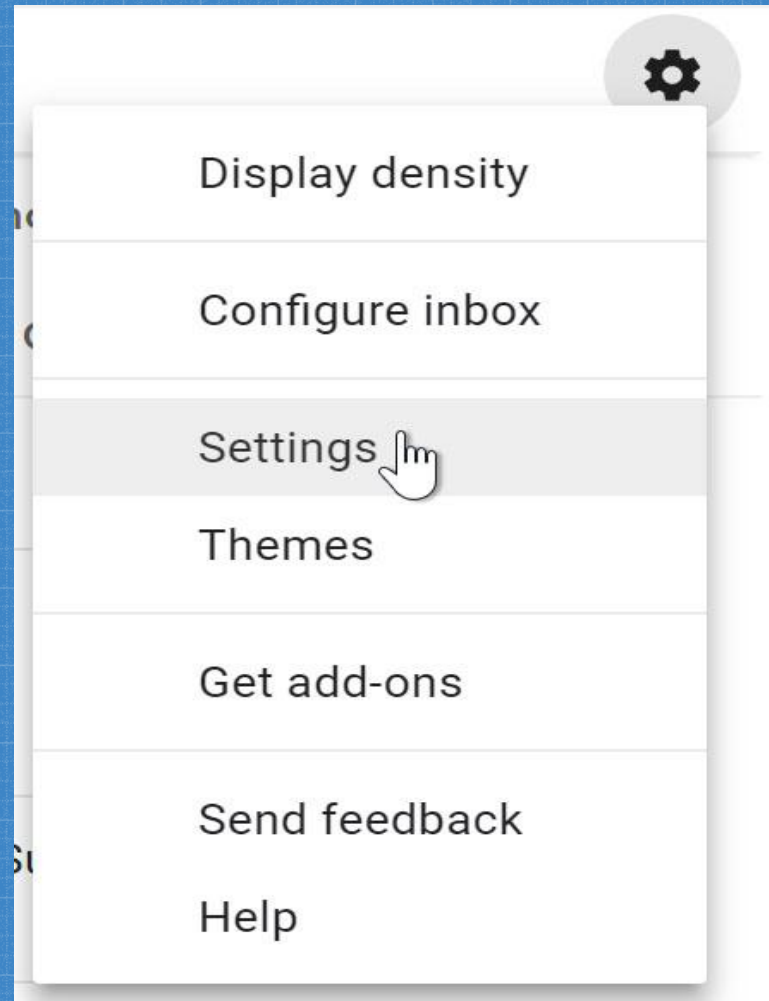 Display density
Configure inbox
Settings
Themes
Get add-ons
Send feedback
Help